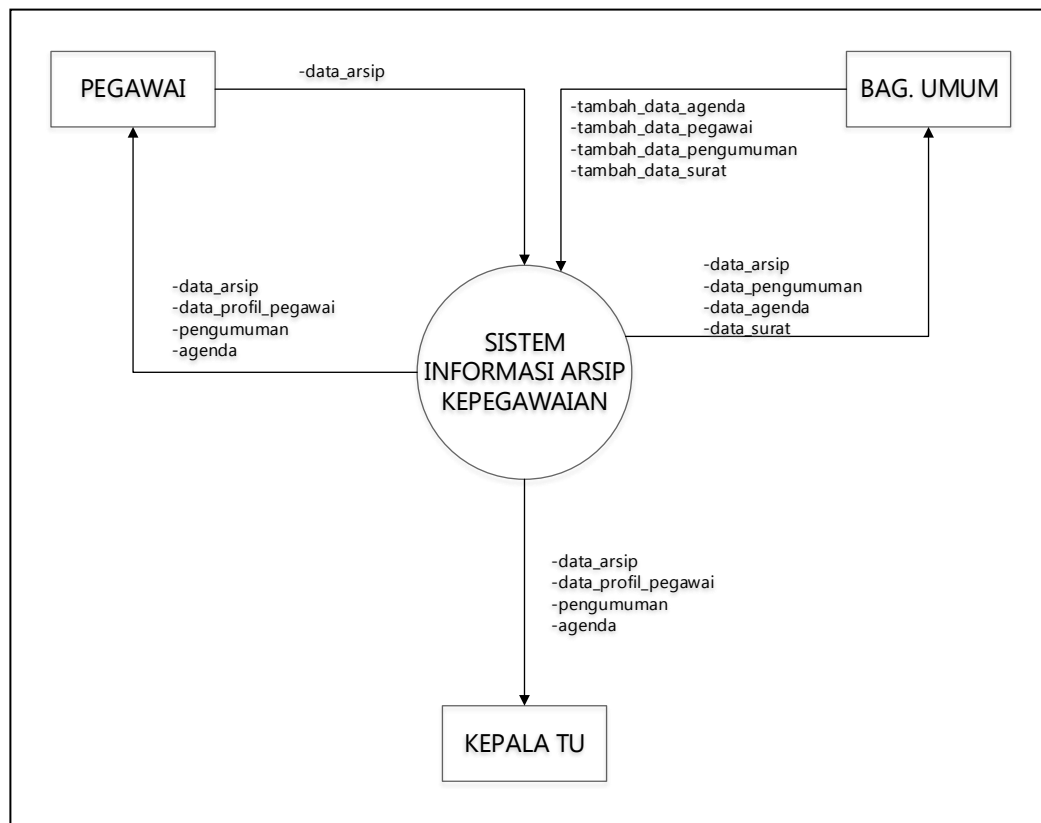 PEGAWAI
-data_arsip
BAG. UMUM
-tambah_data_agenda
-tambah_data_pegawai
-tambah_data_pengumuman
-tambah_data_surat
-data_arsip
-data_profil_pegawai
-pengumuman
-agenda
-data_arsip
-data_pengumuman
-data_agenda
-data_surat
SISTEM
INFORMASI ARSIP
KEPEGAWAIAN
-data_arsip
-data_profil_pegawai
-pengumuman
-agenda
KEPALA TU